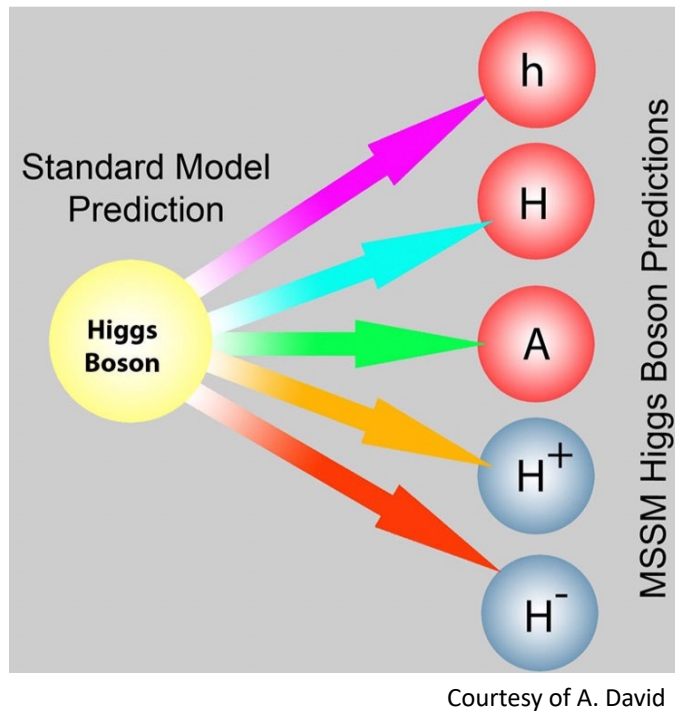 Standard Model
Prediction
Higgs
Boson
h
H
A
H+
H-
MSSM Higgs Boson Predictions
Courtesy of A. David